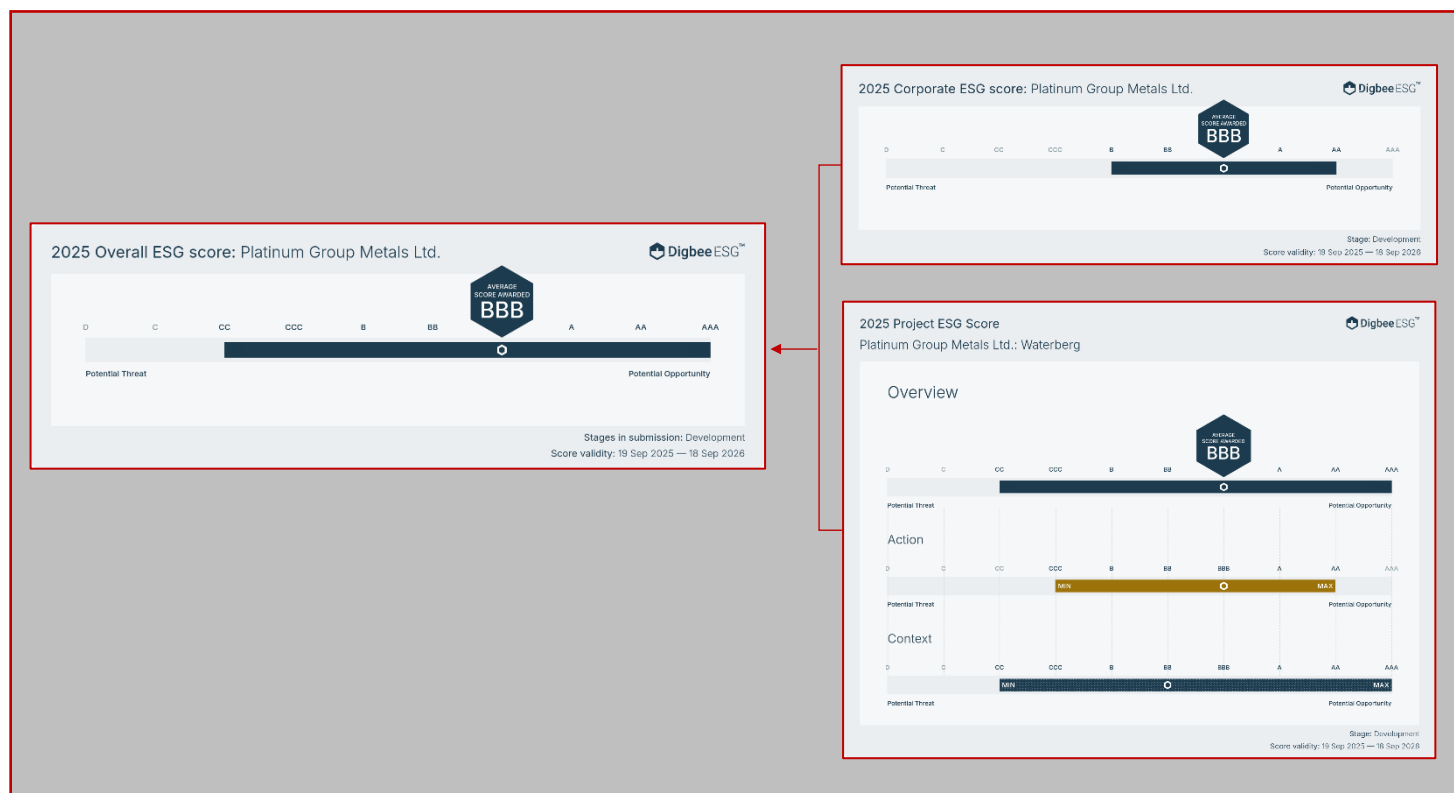 2025 Overall ESG score: Platinum Group Metals Ltd.
DigbeeESG™
AVERAGE
SCORE AWARDED
BBB
D C CC CCC B BB A AA AAA
Potential Threat Potential Opportunity
Stages in submission: Development
Score validity: 19 Sep 2025 — 18 Sep 2026
2025 Corporate ESG score: Platinum Group Metals Ltd.
DigbeeESG™
AVERAGE
SCORE AWARDED
BBB
D C CC CCC B BB A AA AAA
Potential Threat Potential Opportunity
Stage: Development
Score validity: 19 Sep 2025 — 18 Sep 2026
2025 Project ESG Score
DigbeeESG™
Platinum Group Metals Ltd.: Waterberg
Overview
AVERAGE
SCORE AWARDED
BBB
D C CC CCC B BB A AA AAA
Potential Threat Potential Opportunity
Action
D C CC CCC B BB BBB A AA AAA
MIN MAX
Potential Threat Potential Opportunity
Context
D C CC CCC B BB BBB A AA AAA
MIN MAX
Potential Threat Potential Opportunity
Stage: Development
Score validity: 19 Sep 2025 — 18 Sep 2026